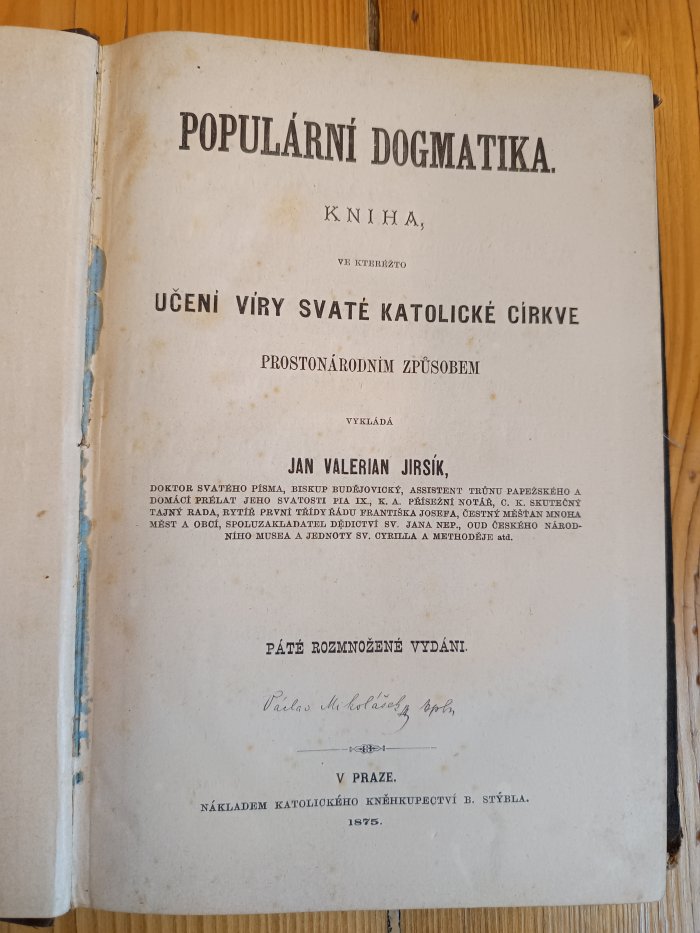 POPULÁRNÍ DOGMATIKA.
KNIHA,
VE KTERÉŽTO
UČENÍ VÍRY SVATÉ KATOLICKÉ CÍRKVE
PROSTONÁRODNÍM ZPŮSOBEM
VYKLÁDÁ
JAN VALERIAN JIRSÍK,
DOKTOR SVATÉHO PÍSMA, BISKUP BUDĚJOVICKÝ, ASSISTENT TRŮNU PAPEŽSKÉHO A
DOMÁCÍ PRELÁT JEHO SVATOSTI PIA IX., K. A. PŘÍSEŽNÍ NOTÁŘ, C. K. SKUTEČNÝ
TAJNÝ RADA, RYTÍŘ PRVNÍ TŘÍDY ŘÁDU FRANTIŠKA JOSEFA, ČESTNÝ MĚŠŤAN MNOHA
MĚST A OBCÍ, SPOLUZAKLADATEL DĚDICTVÍ SV. JANA NEP., OUD ČESKÉHO NÁROD-
NÍHO MUSEA A JEDNOTY SV. CYRILLA A METHODĚJE atd.
PÁTÉ ROZMNOŽENÉ VYDÁNI.
Václav Mikolášek
V PRAZE.
NÁKLADEM KATOLICKÉHO KNĚHKUPECTVÍ B. STÝBLA.
1875.